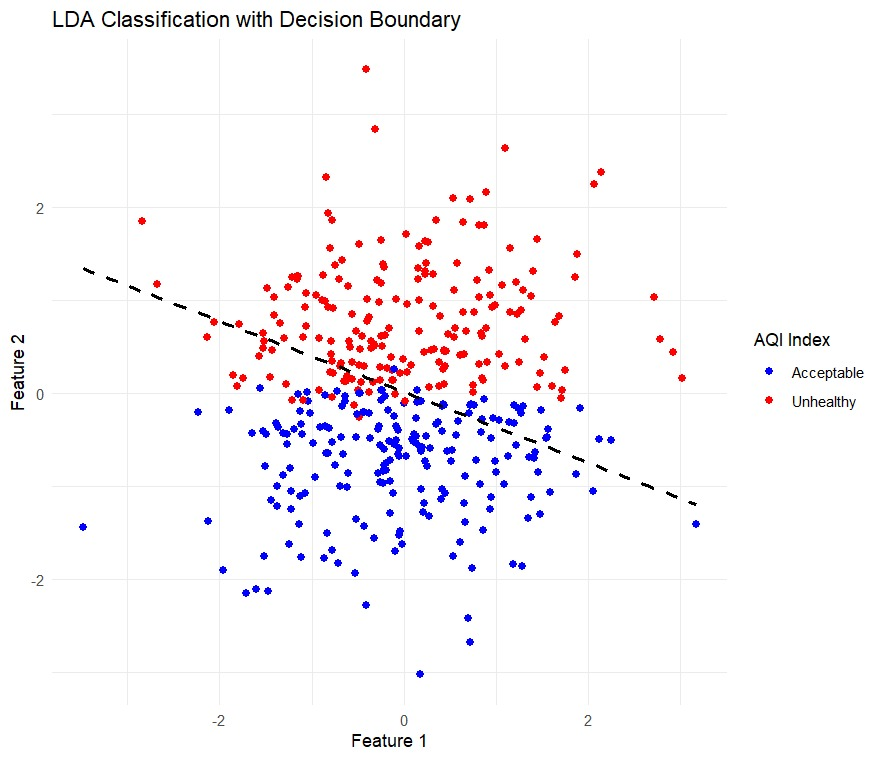 LDA Classification with Decision Boundary
2
0
-2
Feature 2
-2
0
2
Feature 1
AQI Index
Acceptable
Unhealthy